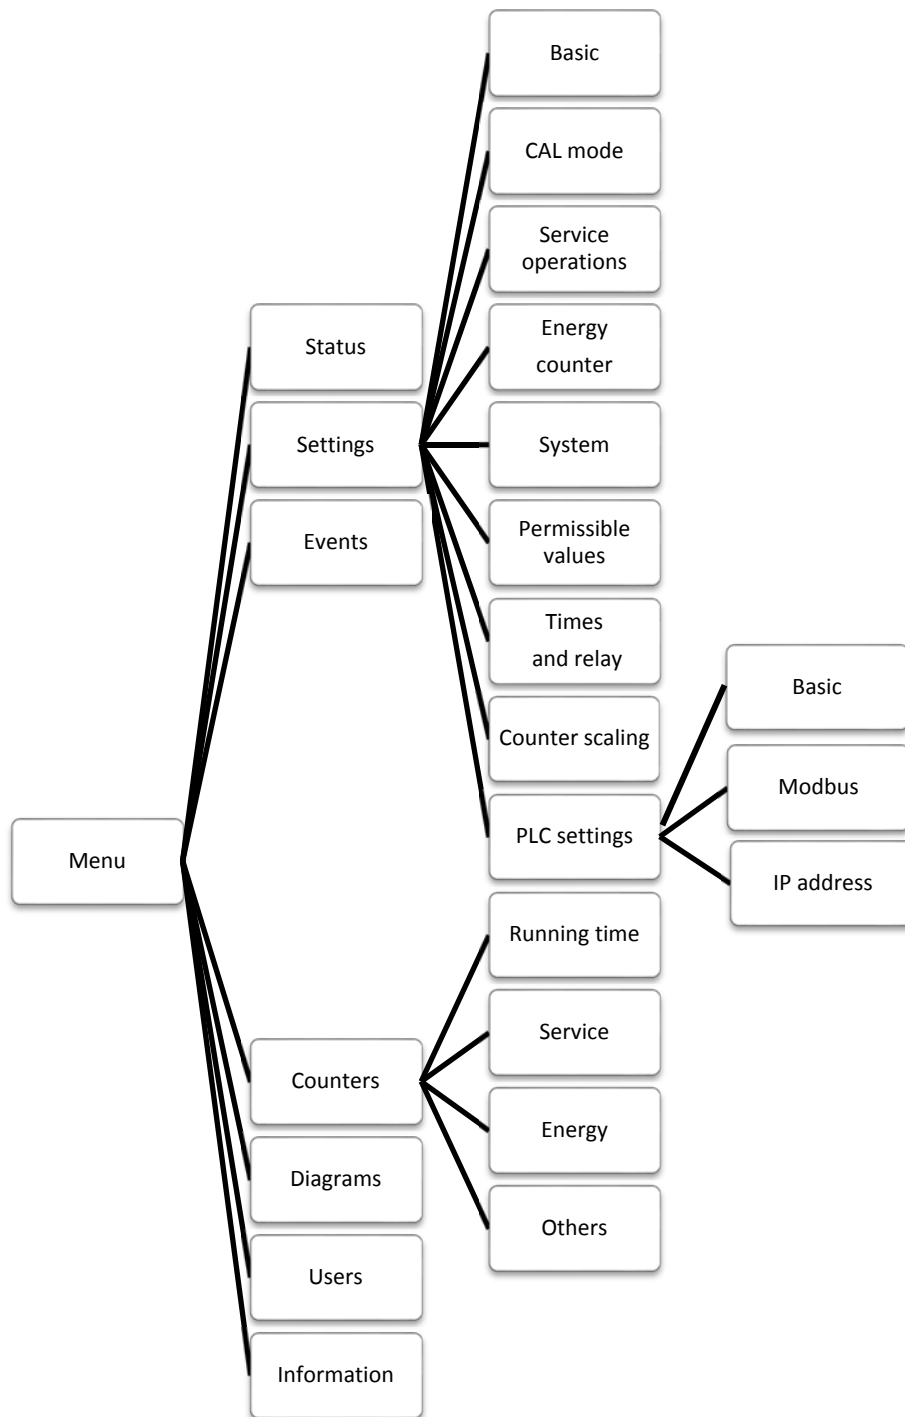 Basic
CAL mode
Service
operations
Energy
counter
Status
Settings
System
Events
Permissible
values
Times
and relay
Basic
Counter scaling
Modbus
PLC settings
Menu
IP address
Running time
Service
Counters
Energy
Diagrams
Others
Users
Information